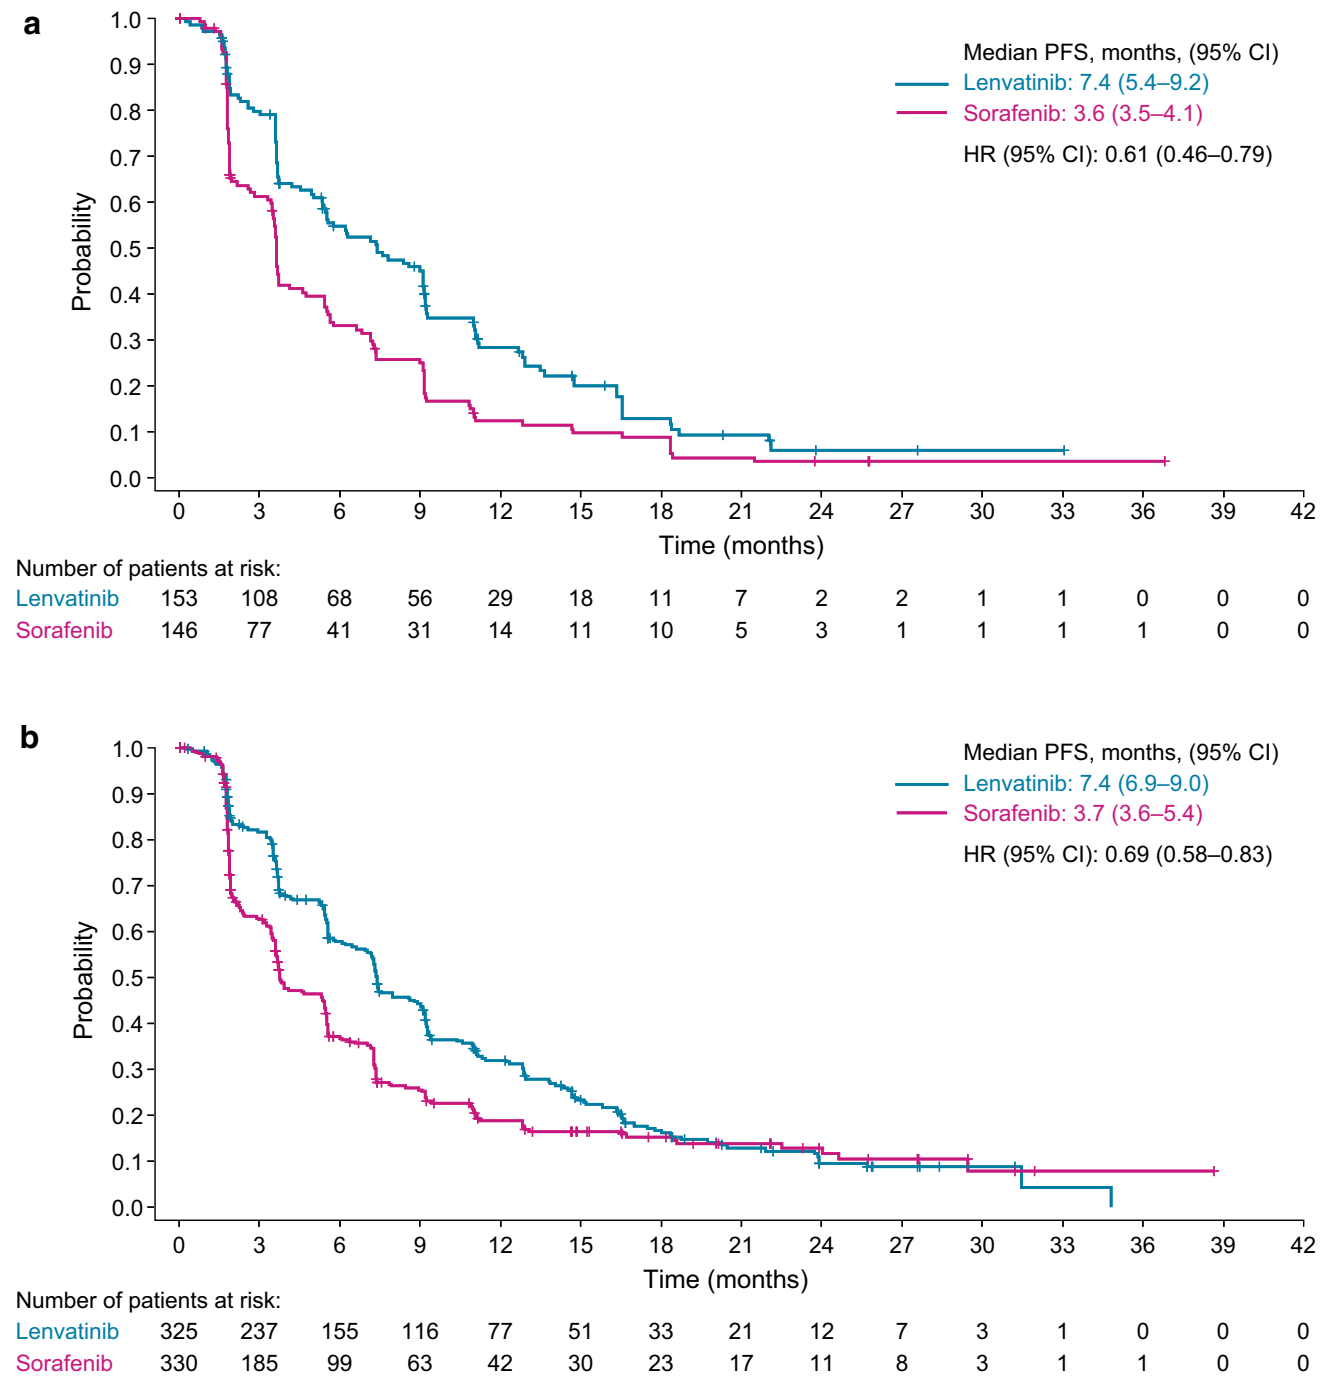 a
Median PFS, months, (95% CI)
Lenvatinib: 7.4 (5.4–9.2)
Sorafenib: 3.6 (3.5–4.1)
HR (95% CI): 0.61 (0.46–0.79)
Probability
1.0
0.9
0.8
0.7
0.6
0.5
0.4
0.3
0.2
0.1
0.0
0 3 6 9 12 15 18 21 24 27 30 33 36 39 42
Time (months)
Number of patients at risk:
Lenvatinib 153 108 68 56 29 18 11 7 2 2 1 1 0 0 0
Sorafenib 146 77 41 31 14 11 10 5 3 1 1 1 1 0 0
b
Median PFS, months, (95% CI)
Lenvatinib: 7.4 (6.9–9.0)
Sorafenib: 3.7 (3.6–5.4)
HR (95% CI): 0.69 (0.58–0.83)
Probability
1.0
0.9
0.8
0.7
0.6
0.5
0.4
0.3
0.2
0.1
0.0
0 3 6 9 12 15 18 21 24 27 30 33 36 39 42
Time (months)
Number of patients at risk:
Lenvatinib 325 237 155 116 77 51 33 21 12 7 3 1 0 0 0
Sorafenib 330 185 99 63 42 30 23 17 11 8 3 1 1 0 0